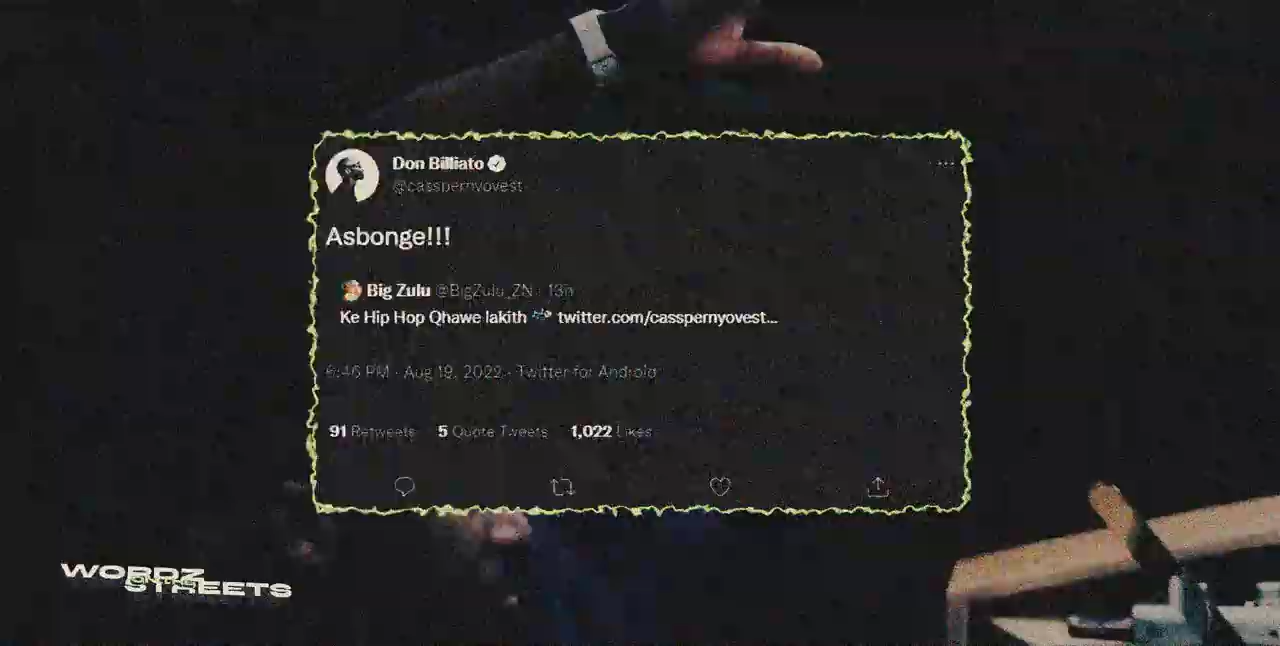 Don Billiato
@casspernyovest
Asbonge!!!
Big Zulu @BigZulu_ZN · 13h
Ke Hip Hop Qhawe lakith twitter.com/casspernyovest...
6:46 PM · Aug 19, 2022 · Twitter for Android
91 Retweets 5 Quote Tweets 1,022 Likes
WORDZ
STREETS